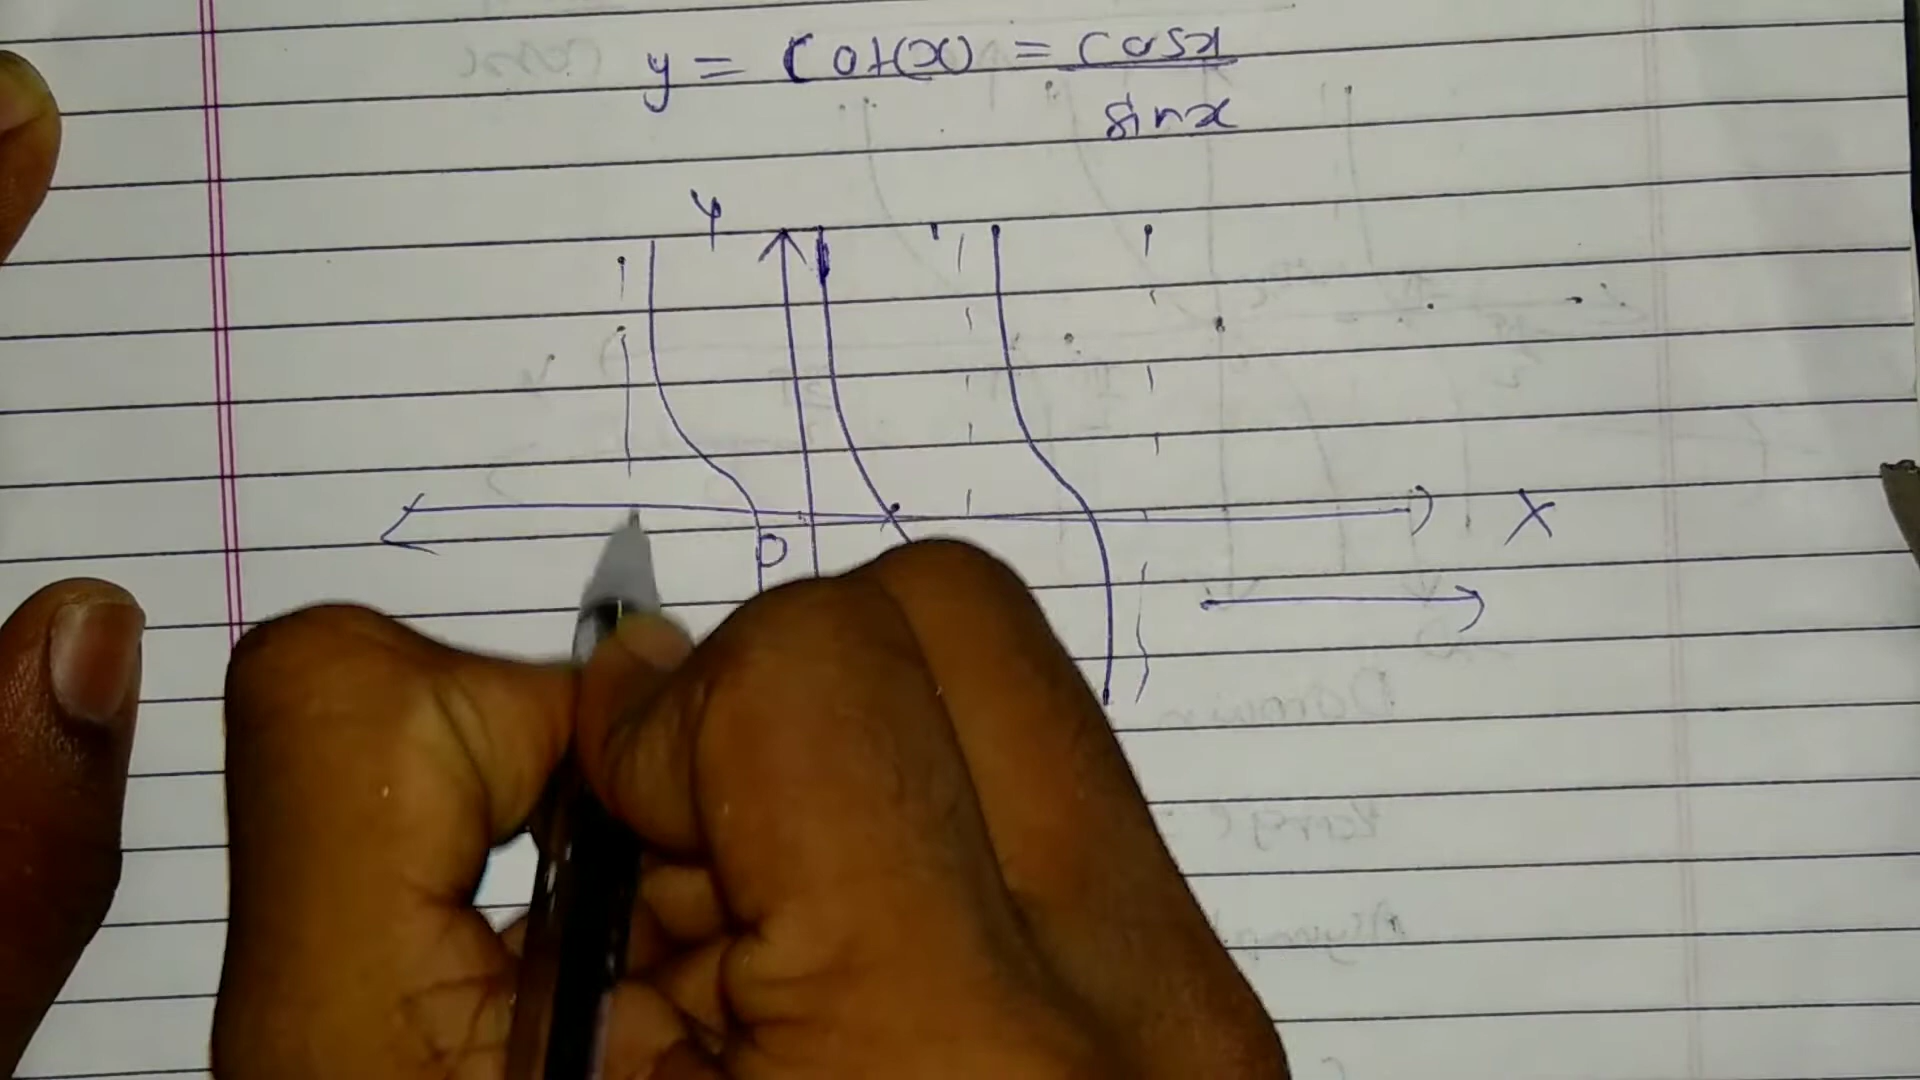 y = Cot(x) = cosx
sinx
y
X
O